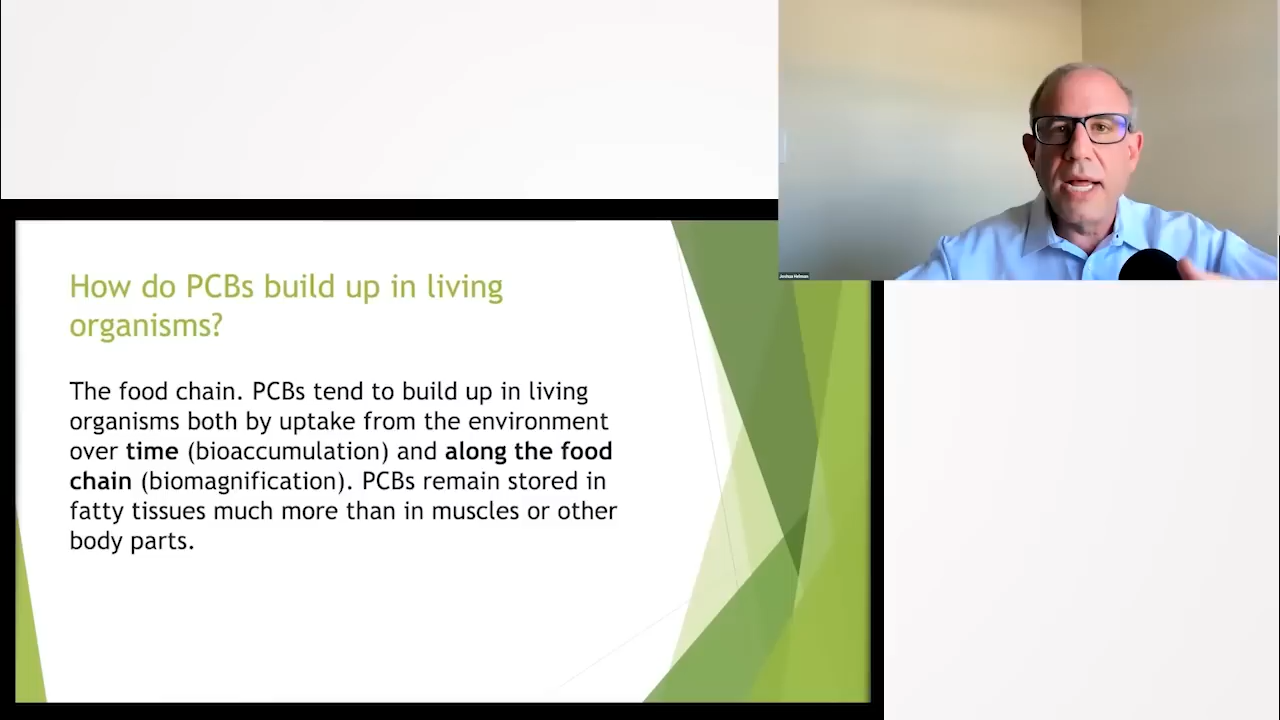 How do PCBs build up in living
organisms?
The food chain. PCBs tend to build up in living
organisms both by uptake from the environment
over time (bioaccumulation) and along the food
chain (biomagnification). PCBs remain stored in
fatty tissues much more than in muscles or other
body parts.